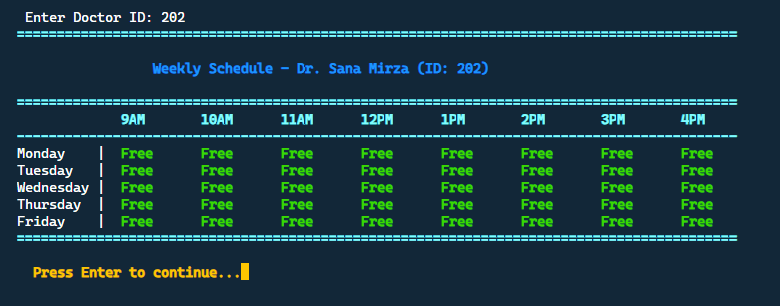 Enter Doctor ID: 202
==========================================================================================
Weekly Schedule - Dr. Sana Mirza (ID: 202)
==========================================================================================
9AM 10AM 11AM 12PM 1PM 2PM 3PM 4PM
------------------------------------------------------------------------------------------
Monday | Free Free Free Free Free Free Free Free
Tuesday | Free Free Free Free Free Free Free Free
Wednesday | Free Free Free Free Free Free Free Free
Thursday | Free Free Free Free Free Free Free Free
Friday | Free Free Free Free Free Free Free Free
==========================================================================================
Press Enter to continue...